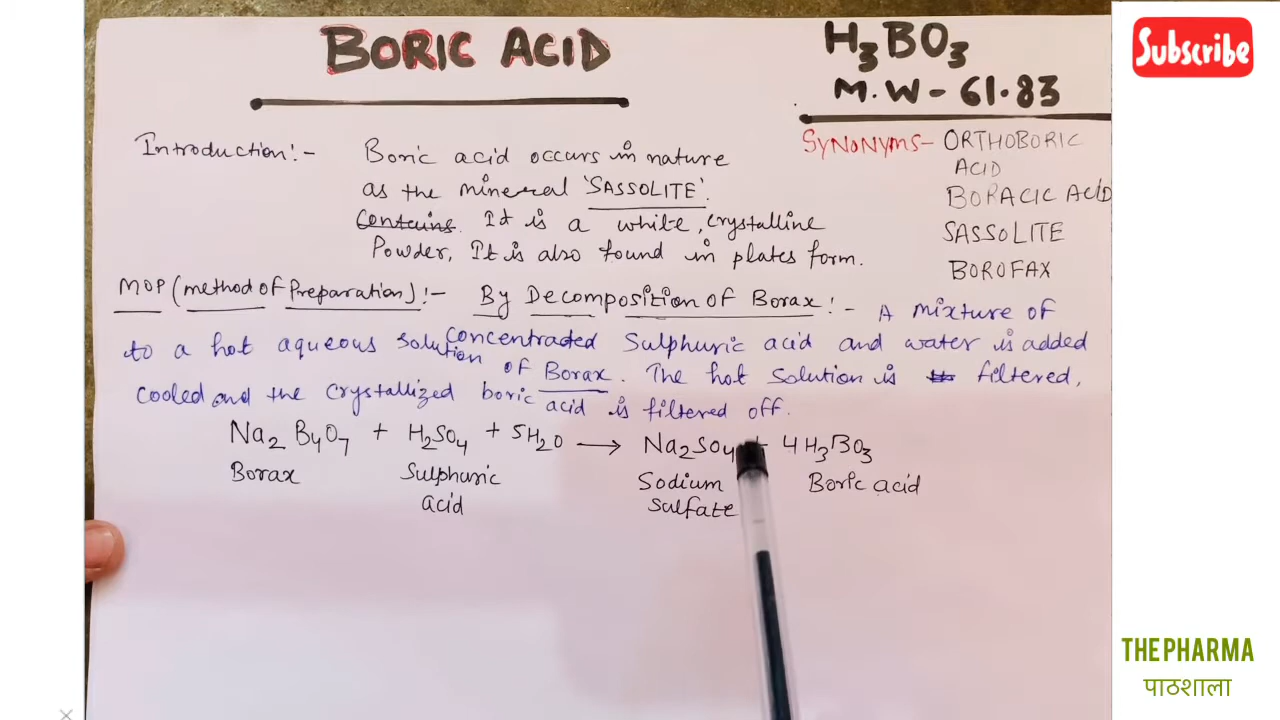 BORIC ACID
H3BO3
M.W - 61.83
Subscribe
SYNONYMS- ORTHOBORIC
ACID
BORACIC ACID
SASSOLITE
BOROFAX
Introduction:- Boric acid occurs in nature
as the mineral 'SASSOLITE'.
Contains. It is a white, crystalline
Powder, It is also found in plates form.
MOP (method of Preparation):- By Decomposition of Borax:- A mixture of
concentrated Sulphuric acid and water is added
to a hot aqueous solution of Borax. The hot solution is filtered,
cooled and the crystallized boric acid is filtered off.
Na2 B4O7 + H2SO4 + 5H2O → Na2SO4 + 4H3BO3
Borax Sulphuric acid Sodium sulfate Boric acid
THE PHARMA
पाठशाला